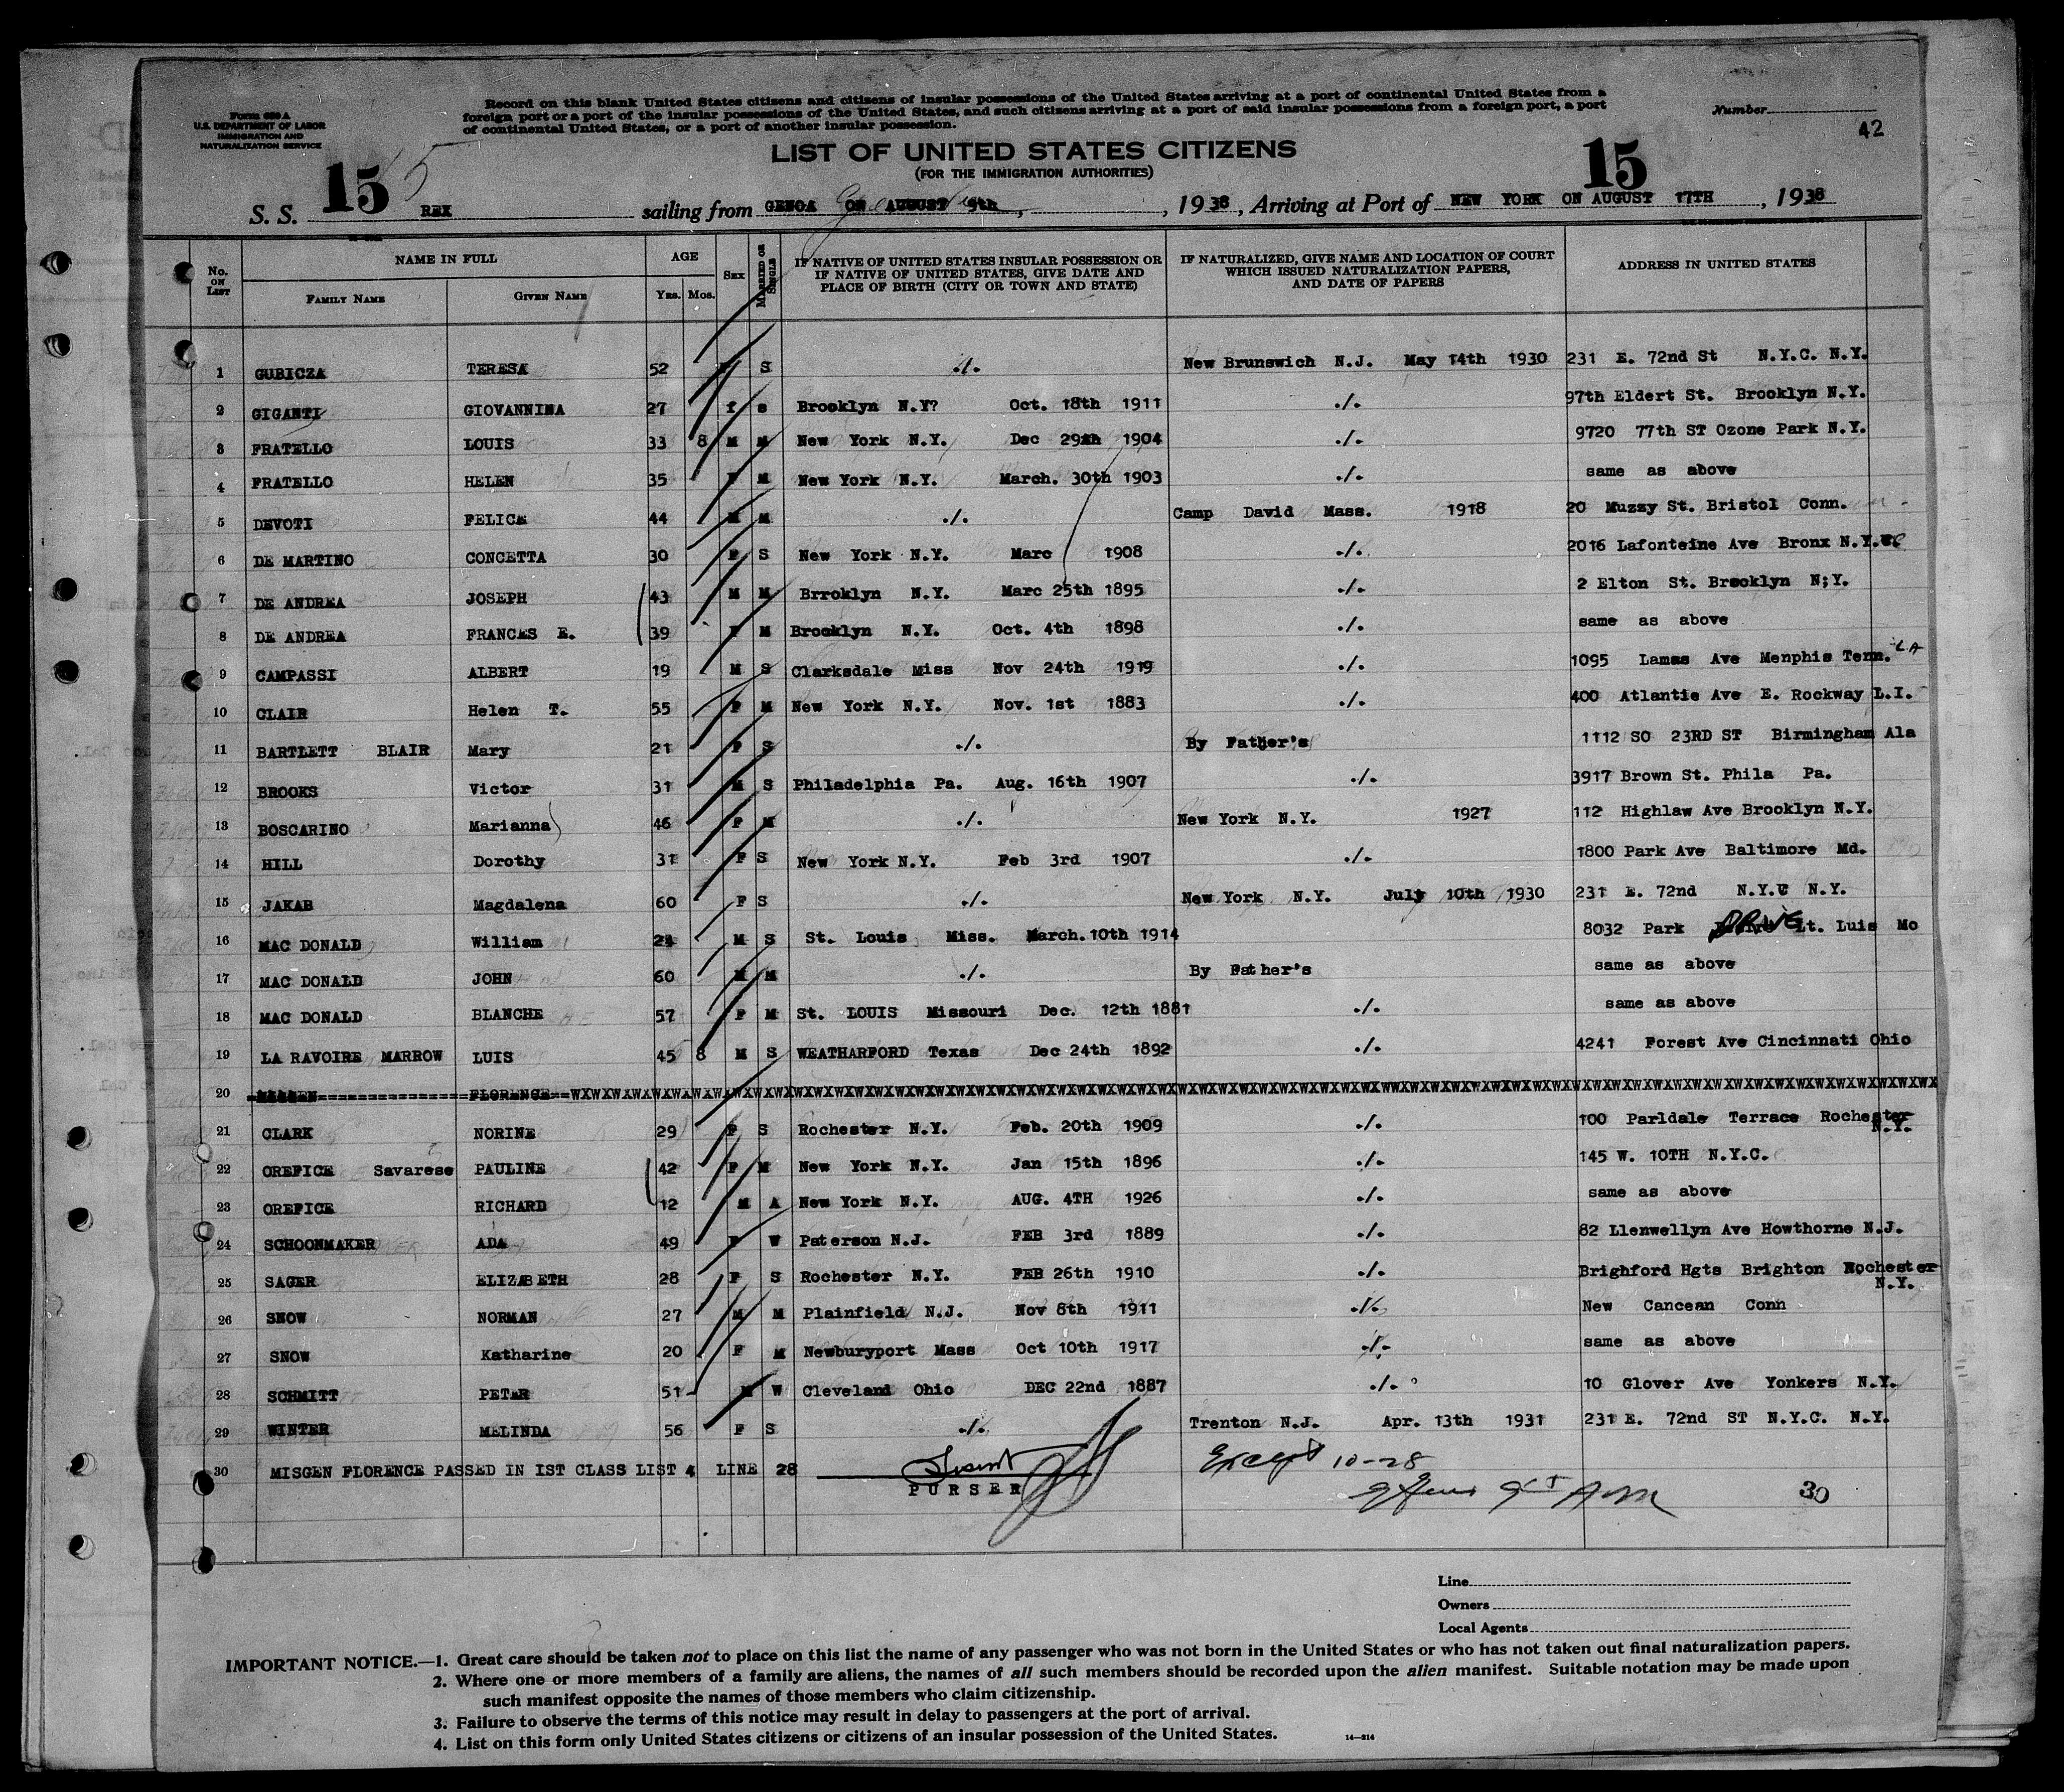 Form 630 A
U.S. DEPARTMENT OF LABOR
IMMIGRATION AND
NATURALIZATION SERVICE
Record on this blank United States citizens and citizens of insular possessions of the United States arriving at a port of continental United States from a
foreign port or a port of the insular possessions of the United States, and such citizens arriving at a port of said insular possessions from a foreign port, a port
of continental United States, or a port of another insular possession.
Number
42
LIST OF UNITED STATES CITIZENS
(FOR THE IMMIGRATION AUTHORITIES)
15 15
S. S. REX sailing from GENOA ON AUGUST 9th, , 1938, Arriving at Port of NEW YORK ON AUGUST 17TH , 1938
No. ON LIST NAME IN FULL FAMILY NAME GIVEN NAME AGE YRS. MOS. SEX MARRIED OR SINGLE IF NATIVE OF UNITED STATES INSULAR POSSESSION OR IF NATIVE OF UNITED STATES, GIVE DATE AND PLACE OF BIRTH (CITY OR TOWN AND STATE) IF NATURALIZED, GIVE NAME AND LOCATION OF COURT WHICH ISSUED NATURALIZATION PAPERS, AND DATE OF PAPERS ADDRESS IN UNITED STATES
1 GUBICZA TERESA 52 S ./. New Brunswich N.J. May 14th 1930 231 E. 72nd St N.Y.C. N.Y.
2 GIGANTI GIOVANNINA 27 f s Brooklyn N.Y? Oct. 18th 1911 ./. 97th Eldert St. Brooklyn N.Y.
3 FRATELLO LOUIS 33 8 M M New York N.Y. Dec 29th 1904 ./. 9720 77th ST Ozone Park N.Y.
4 FRATELLO HELEN 35 F M New York N.Y. March. 30th 1903 ./. same as above
5 DEVOTI FELICE 44 M M ./. Camp David Mass. 1918 20 Muzzy St. Bristol Conn.
6 DE MARTINO CONCETTA 30 F S New York N.Y. Marc 1908 ./. 2016 Lafonteine Ave Bronx N.Y.
7 DE ANDREA JOSEPH 43 M M Brroklyn N.Y. Marc 25th 1895 ./. 2 Elton St. Brooklyn N;Y.
8 DE ANDREA FRANCES E. 39 F M Brooklyn N.Y. Oct. 4th 1898 ./. same as above
9 CAMPASSI ALBERT 19 M S Clarksdale Miss Nov 24th 1919 ./. 1095 Lamas Ave Menphis Tenn.
10 CLAIR Helen T. 55 F M New York N.Y. Nov. 1st 1883 ./. 400 Atlantie Ave E. Rockway L.I.
11 BARTLETT BLAIR Mary 21 F S ./. By Father's 1112 SO 23RD ST Birmingham Ala
12 BROOKS Victor 31 M S Philadelphia Pa. Aug. 16th 1907 ./. 3917 Brown St. Phila Pa.
13 BOSCARINO Marianna 46 F M ./. New York N.Y. 1927 112 Highlaw Ave Brooklyn N.Y.
14 HILL Dorothy 31 F S New York N.Y. Feb 3rd 1907 ./. 1800 Park Ave Baltimore Md.
15 JAKAB Magdalena 60 F S ./. New York N.Y. July 10th 1930 231 E. 72nd N.Y.C N.Y.
16 MAC DONALD William 24 M S St. Louis Miss. March. 10th 1914 8032 Park DRIVE Lt. Luis Mo
17 MAC DONALD JOHN 60 M M ./. By Father's same as above
18 MAC DONALD BLANCHE 57 F M St. LOUIS Missouri Dec. 12th 1881 ./. same as above
19 LA RAVOIRE MARROW LUIS 45 8 M S WEATHARFORD Texas Dec 24th 1892 ./. 4241 Forest Ave Cincinnati Ohio
20 FLORENCE
21 CLARK NORINE 29 F S Rochester N.Y. Feb. 20th 1909 ./. 100 Parldale Terrace Rochester N.Y.
22 OREFICE Savarese PAULINE 42 F M New York N.Y. Jan 15th 1896 ./. 145 W. 10TH N.Y.C.
23 OREFICE RICHARD 12 M A New York N.Y. AUG. 4TH 1926 ./. same as above
24 SCHOONMAKER ADA 49 F W Paterson N.J. FEB 3rd 1889 ./. 82 Llenwellyn Ave Howthorne N.J.
25 SAGER ELIZABETH 28 F S Rochester N.Y. FEB 26th 1910 ./. Brighford Hgts Brighton Rochester N.Y.
26 SNOW NORMAN 27 M M Plainfield N.J. Nov 8th 1911 ./. New Cancean Conn
27 SNOW Katharine 20 F M Newburyport Mass Oct 10th 1917 ./. same as above
28 SCHMITT PETER 51 M W Cleveland Ohio DEC 22nd 1887 ./. 10 Glover Ave Yonkers N.Y.
29 WINTER MELINDA 56 F S ./. Trenton N.J. Apr. 13th 1931 231 E. 72nd ST N.Y.C. N.Y.
30 MISGEN FLORENCE PASSED IN IST CLASS LIST 4 LINE 28
PURSER
Except 10-28
30
Line
Owners
Local Agents
IMPORTANT NOTICE.—1. Great care should be taken not to place on this list the name of any passenger who was not born in the United States or who has not taken out final naturalization papers.
2. Where one or more members of a family are aliens, the names of all such members should be recorded upon the alien manifest. Suitable notation may be made upon
such manifest opposite the names of those members who claim citizenship.
3. Failure to observe the terms of this notice may result in delay to passengers at the port of arrival.
4. List on this form only United States citizens or citizens of an insular possession of the United States.
14—814